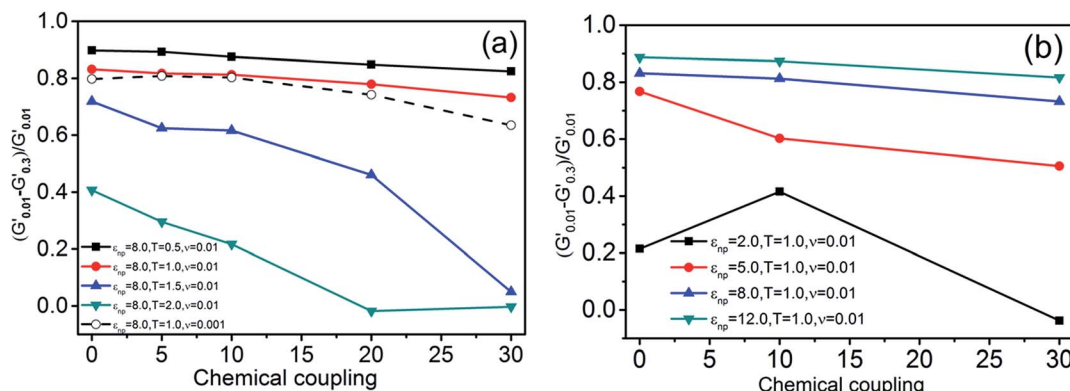 (a)
1.0
0.8
0.6
0.4
0.2
0.0
(G'0.01-G'0.3)/G'0.01
εnp=8.0,T=0.5,ν=0.01
εnp=8.0,T=1.0,ν=0.01
εnp=8.0,T=1.5,ν=0.01
εnp=8.0,T=2.0,ν=0.01
εnp=8.0,T=1.0,ν=0.001
0 5 10 15 20 25 30
Chemical coupling
(b)
1.0
0.8
0.6
0.4
0.2
0.0
(G'0.01-G'0.3)/G'0.01
εnp=2.0,T=1.0,ν=0.01
εnp=5.0,T=1.0,ν=0.01
εnp=8.0,T=1.0,ν=0.01
εnp=12.0,T=1.0,ν=0.01
0 5 10 15 20 25 30
Chemical coupling